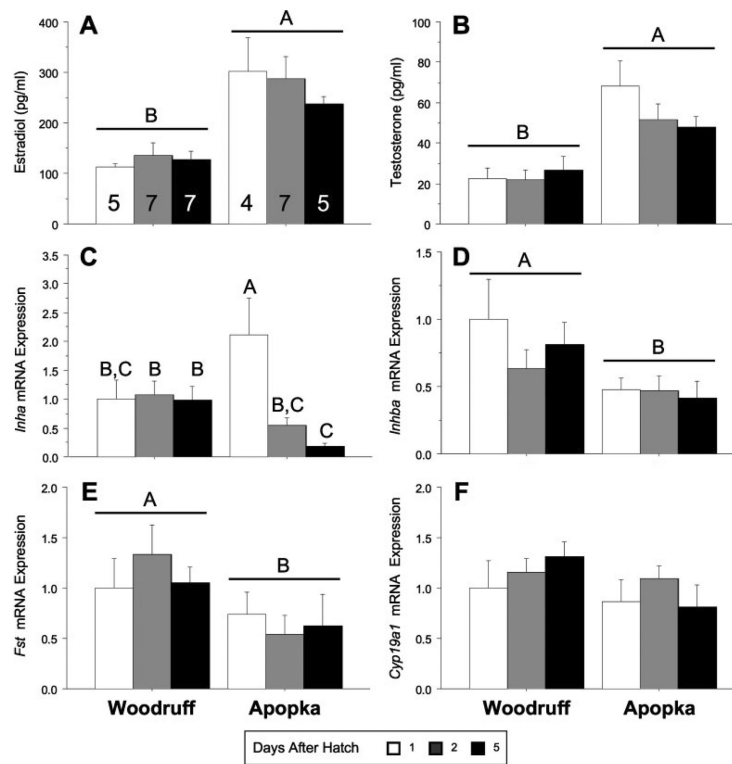 A
Estradiol (pg/ml)
400
300
200
100
0
B
A
5
7
7
4
7
5
B
Testosterone (pg/ml)
100
80
60
40
20
0
B
A
C
Inha mRNA Expression
3.5
3.0
2.5
2.0
1.5
1.0
0.5
0.0
B,C
B
B
A
B,C
C
D
Inhba mRNA Expression
1.5
1.0
0.5
0.0
A
B
E
Fst mRNA Expression
2.0
1.5
1.0
0.5
0.0
A
B
Woodruff
Apopka
F
Cyp19a1 mRNA Expression
2.0
1.5
1.0
0.5
0.0
Woodruff
Apopka
Days After Hatch 1 2 5